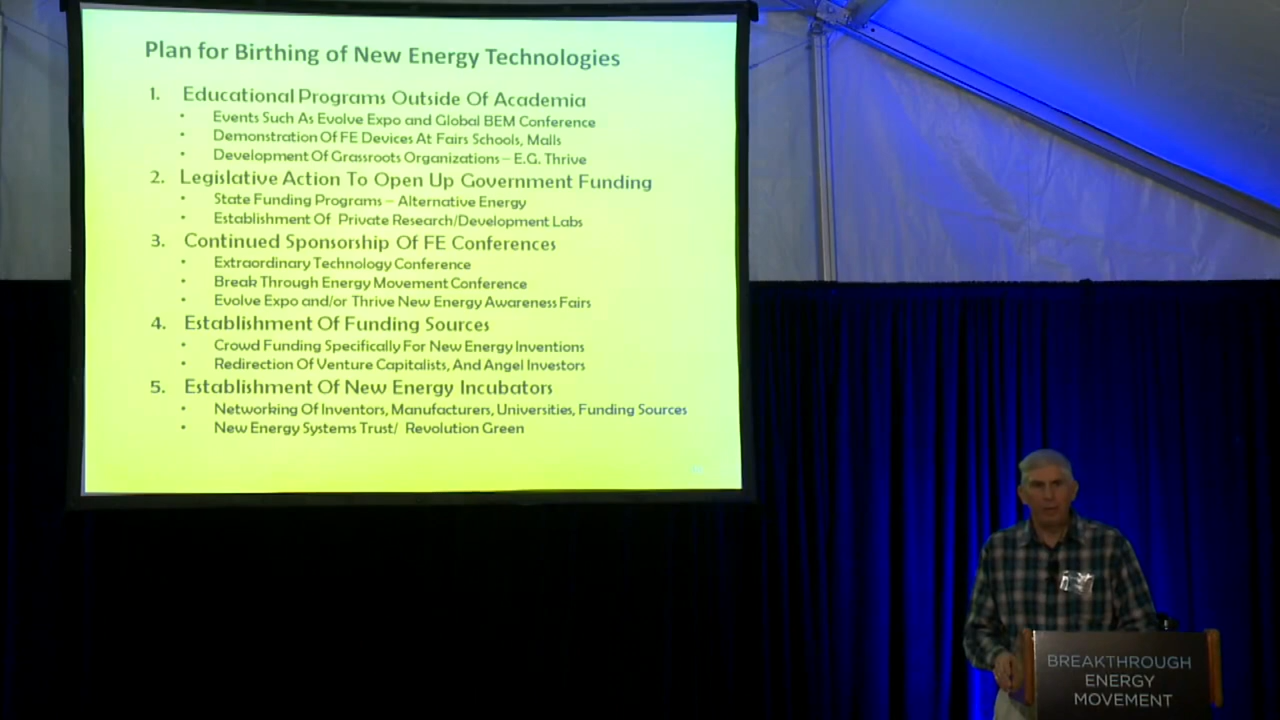 Plan for Birthing of New Energy Technologies
1. Educational Programs Outside Of Academia
• Events Such As Evolve Expo and Global BEM Conference
• Demonstration Of FE Devices At Fairs Schools, Malls
• Development Of Grassroots Organizations – E.G. Thrive
2. Legislative Action To Open Up Government Funding
• State Funding Programs – Alternative Energy
• Establishment Of Private Research/Development Labs
3. Continued Sponsorship Of FE Conferences
• Extraordinary Technology Conference
• Break Through Energy Movement Conference
• Evolve Expo and/or Thrive New Energy Awareness Fairs
4. Establishment Of Funding Sources
• Crowd Funding Specifically For New Energy Inventions
• Redirection Of Venture Capitalists, And Angel Investors
5. Establishment Of New Energy Incubators
• Networking Of Inventors, Manufacturers, Universities, Funding Sources
• New Energy Systems Trust/ Revolution Green
BREAKTHROUGH
ENERGY
MOVEMENT